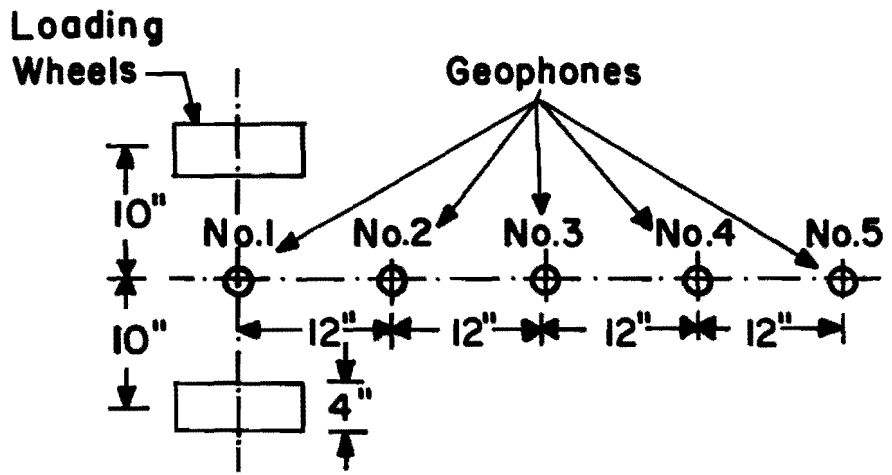 Loading
Wheels
Geophones
10"
No.1
No.2
No.3
No.4
No.5
10"
12"
12"
12"
12"
4"